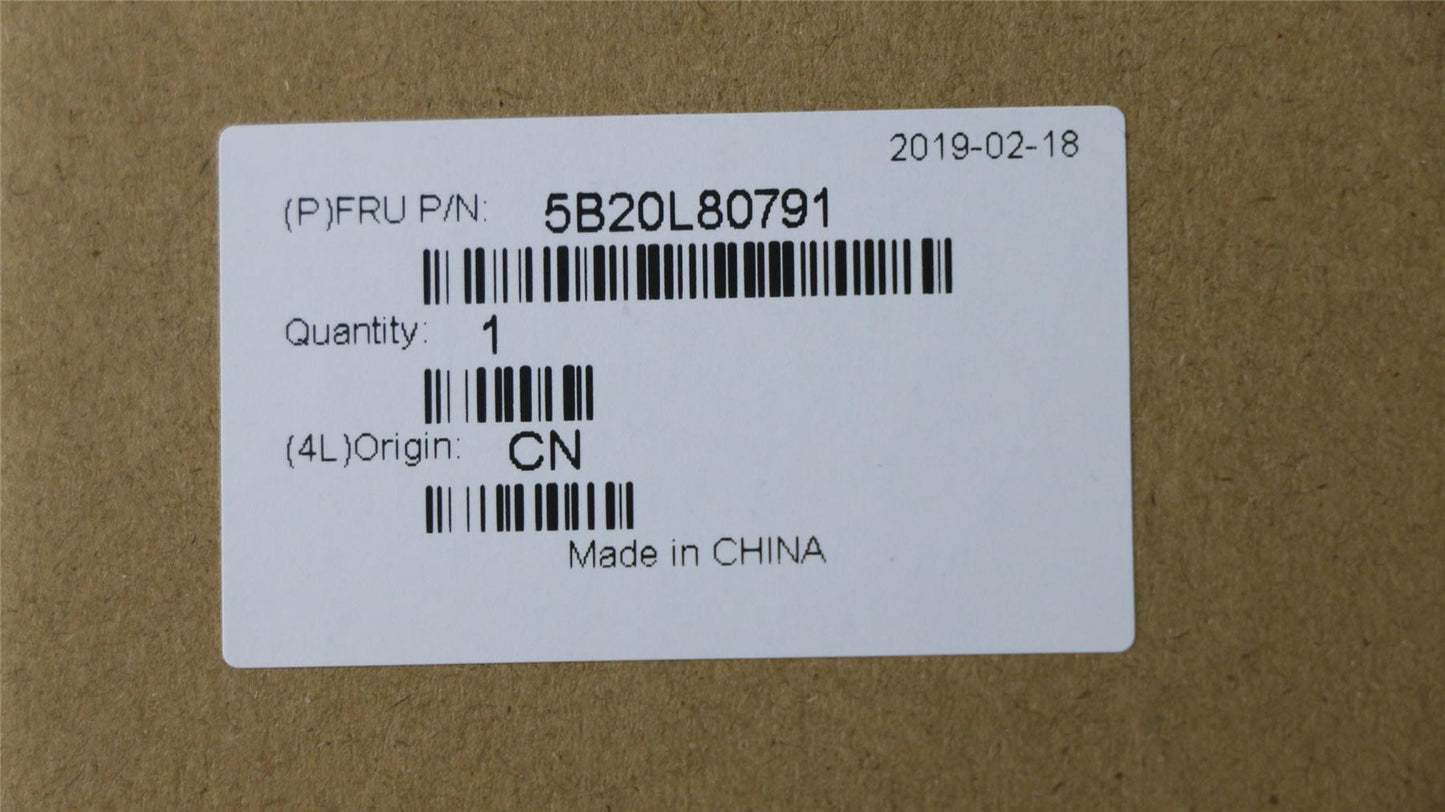 2019-02-18
(P)FRU P/N: 5B20L80791
Quantity: 1
(4L)Origin: CN
Made in CHINA